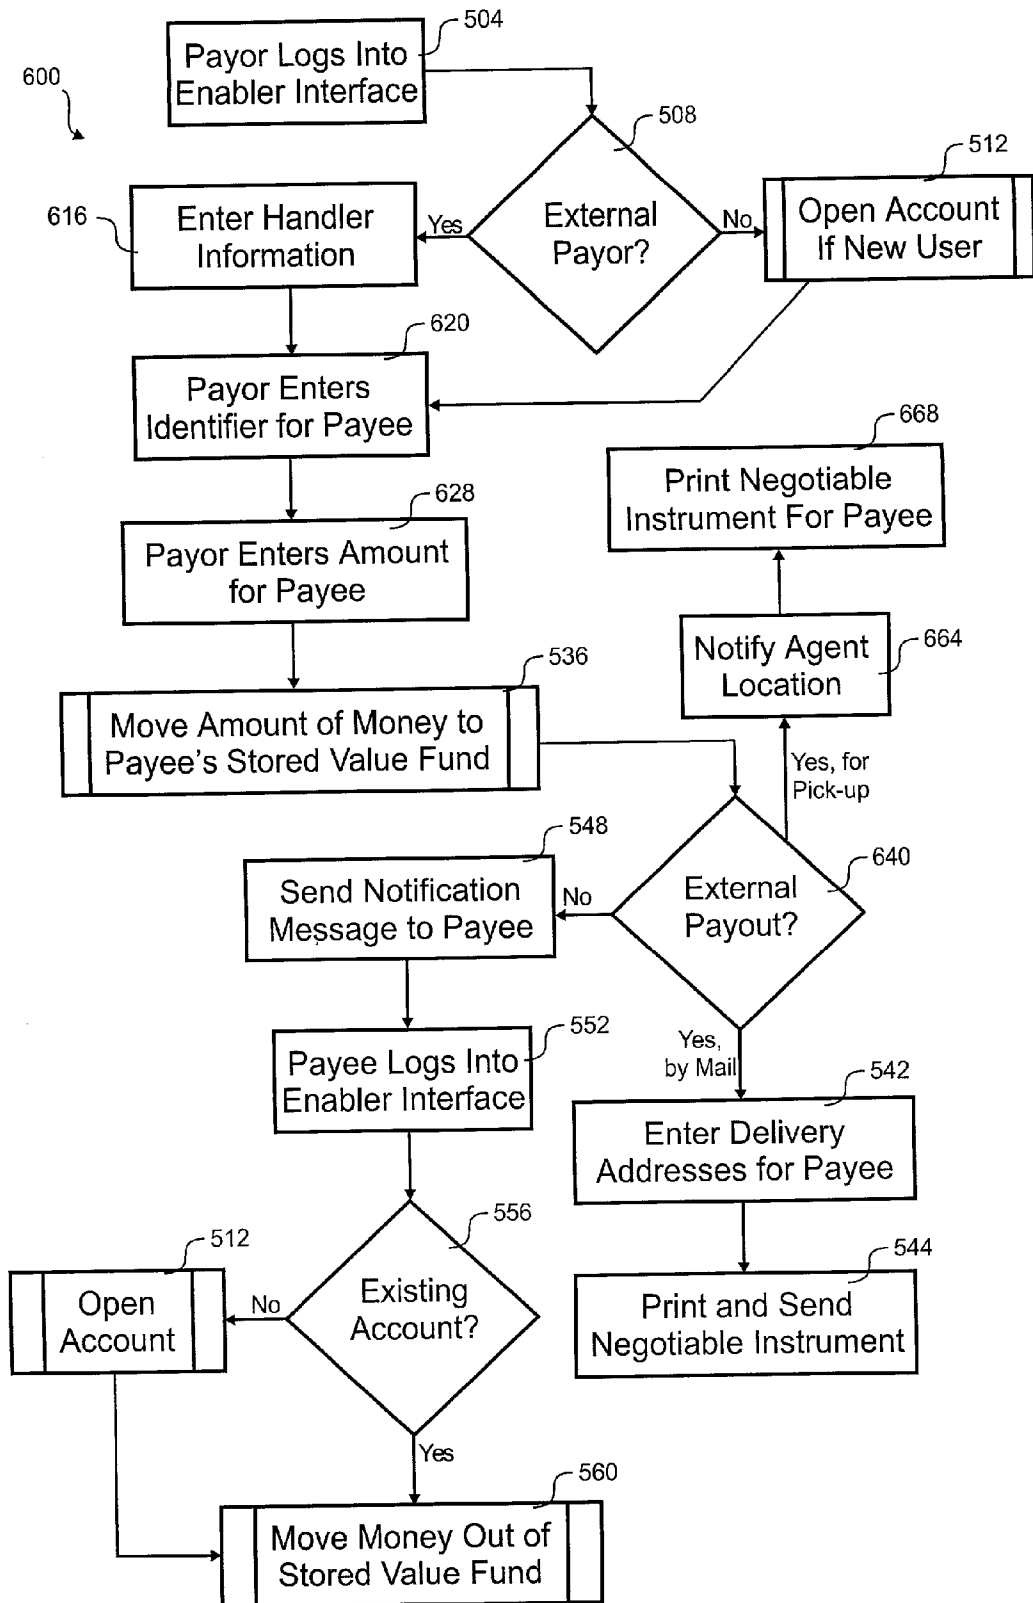 504
Payor Logs Into
Enabler Interface
600
508
512
616
Enter Handler
Information
Yes
External
Payor?
No
Open Account
If New User
620
Payor Enters
Identifier for Payee
668
Print Negotiable
Instrument For Payee
628
Payor Enters Amount
for Payee
Notify Agent
Location
664
536
Move Amount of Money to
Payee's Stored Value Fund
Yes, for
Pick-up
548
640
Send Notification
Message to Payee
No
External
Payout?
552
Payee Logs Into
Enabler Interface
Yes,
by Mail
542
Enter Delivery
Addresses for Payee
556
512
544
Open
Account
No
Existing
Account?
Print and Send
Negotiable Instrument
Yes
560
Move Money Out of
Stored Value Fund